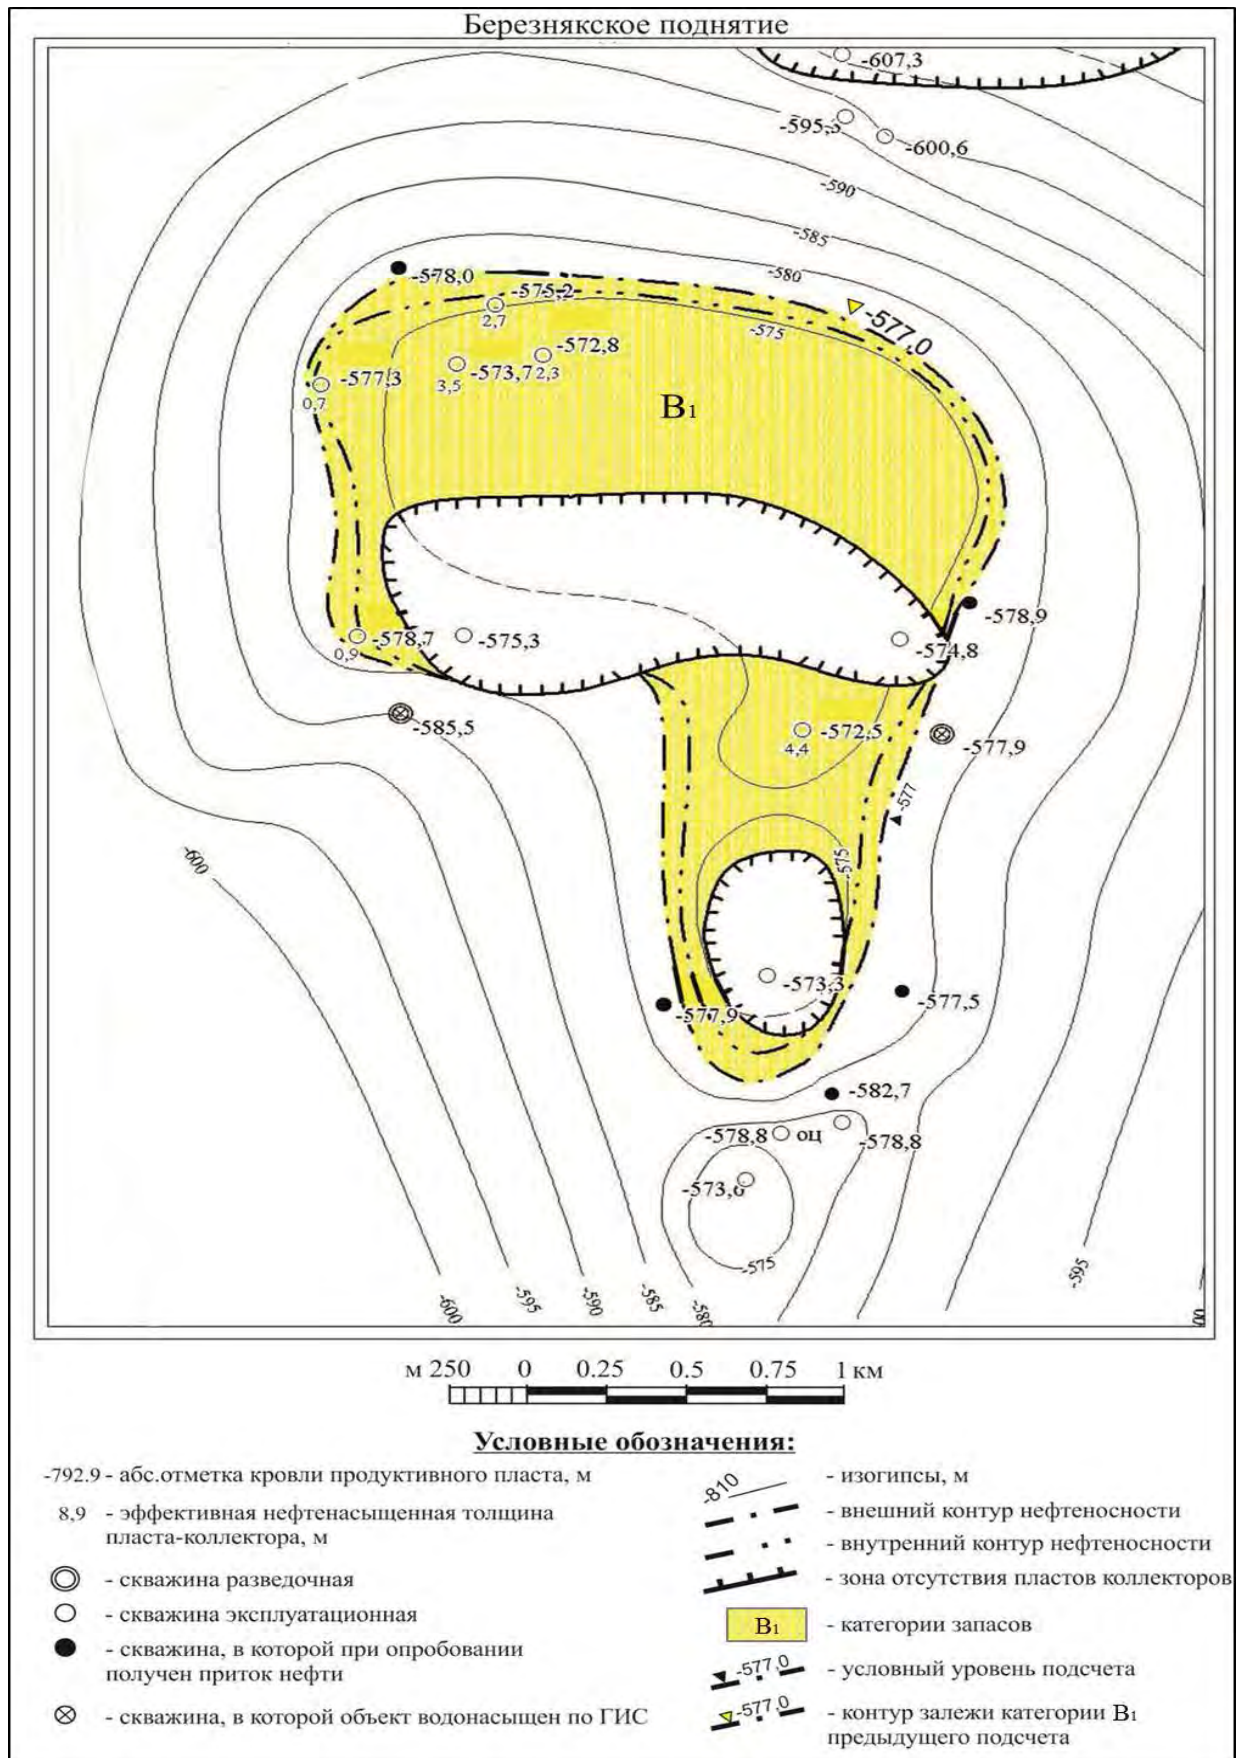 Березнякское поднятие
-607,3
-595,3
-600,6
-590
-585
-580
-578,0
-575,2
2,7
-577,0
-575
-572,8
-573,7
2,3
3,5
-577,3
0,7
В1
-578,9
-578,7
0,9
-575,3
-574,8
-585,5
-572,5
4,4
-577,9
-577
-600
-575
-573,3
-577,9
-577,5
-582,7
-578,8 оц
-578,8
-573,6
-575
-595
-600
-595
-590
-585
-580
м 250 0 0.25 0.5 0.75 1 км
Условные обозначения:
-792.9 - абс.отметка кровли продуктивного пласта, м
8,9 - эффективная нефтенасыщенная толщина
пласта-коллектора, м
- скважина разведочная
- скважина эксплуатационная
- скважина, в которой при опробовании
получен приток нефти
- скважина, в которой объект водонасыщен по ГИС
-810 - изогипсы, м
- внешний контур нефтеносности
- внутренний контур нефтеносности
- зона отсутствия пластов коллекторов
В1 - категории запасов
-577,0 - условный уровень подсчета
-577,0 - контур залежи категории В1
предыдущего подсчета